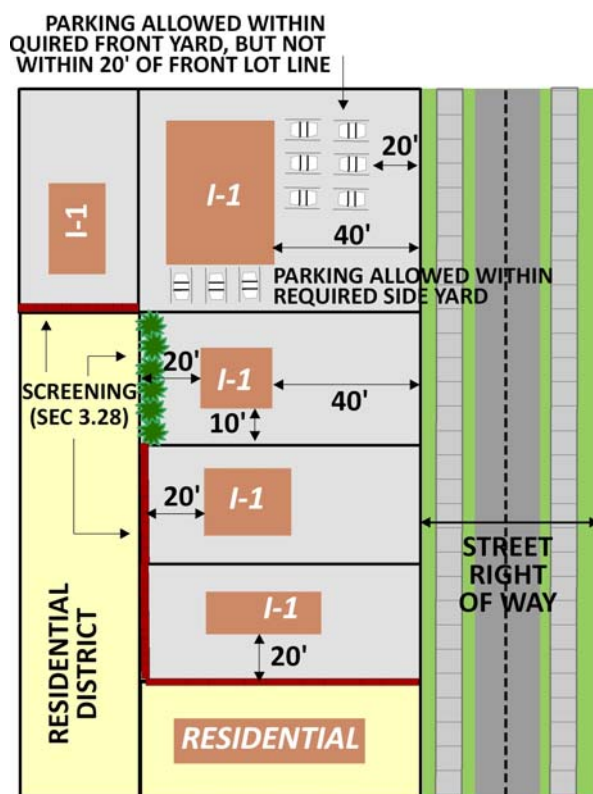 PARKING ALLOWED WITHIN
QUIRED FRONT YARD, BUT NOT
WITHIN 20' OF FRONT LOT LINE
20'
I-1
I-1
40'
PARKING ALLOWED WITHIN
REQUIRED SIDE YARD
20'
I-1
SCREENING
(SEC 3.28)
40'
10'
20'
I-1
STREET
RIGHT
OF WAY
I-1
20'
RESIDENTIAL
DISTRICT
RESIDENTIAL